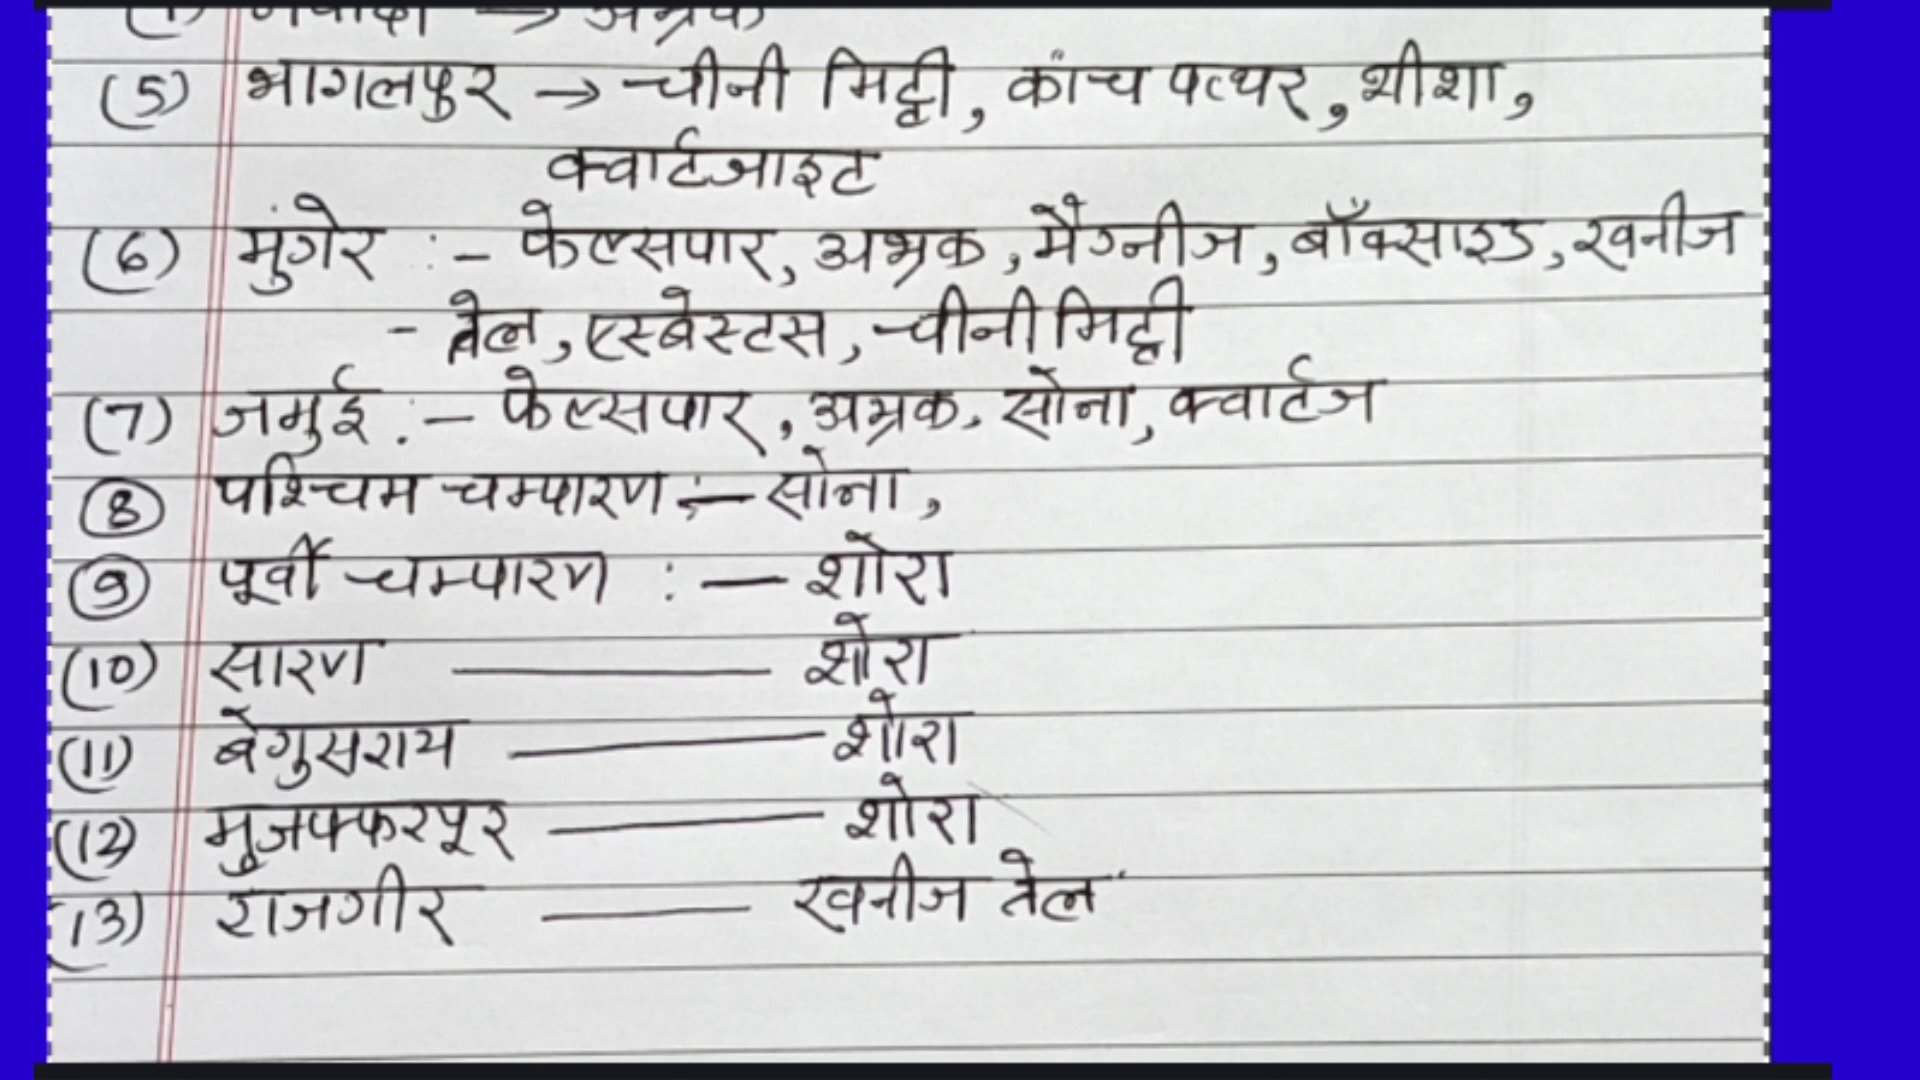 (5) भागलपुर → चीनी मिट्टी, कांच पत्थर, शीशा,
क्वार्टजाइट
(6) मुंगेर :- फेल्सपार, अभ्रक, मैग्नीज, बॉक्साइड, खनीज
- तेल, एस्बेस्टस, चीनी मिट्टी
(7) जमुई :- फेल्सपार, अभ्रक, सोना, क्वार्टज
(8) पश्चिम चम्पारण :- सोना,
(9) पूर्वी चम्पारण :- शोरा
(10) सारण — शोरा
(11) बेगुसराय — शोरा
(12) मुजफ्फरपूर — शोरा
(13) राजगीर — खनीज तेल